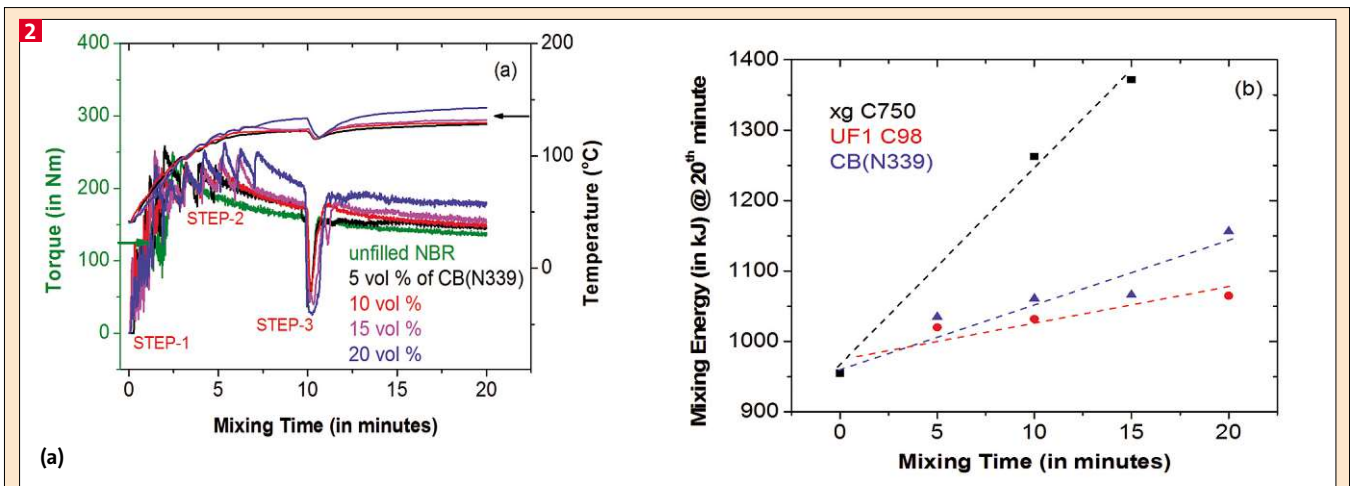 2
400
300
200
100
0
Torque (in Nm)
(a)
200
100
0
Temperature (°C)
STEP-1
STEP-2
STEP-3
unfilled NBR
5 vol % of CB(N339)
10 vol %
15 vol %
20 vol %
0 5 10 15 20
Mixing Time (in minutes)
(a)
1400
1300
1200
1100
1000
900
Mixing Energy (in kJ) @ 20th minute
(b)
xg C750
UF1 C98
CB(N339)
0 5 10 15 20
Mixing Time (in minutes)